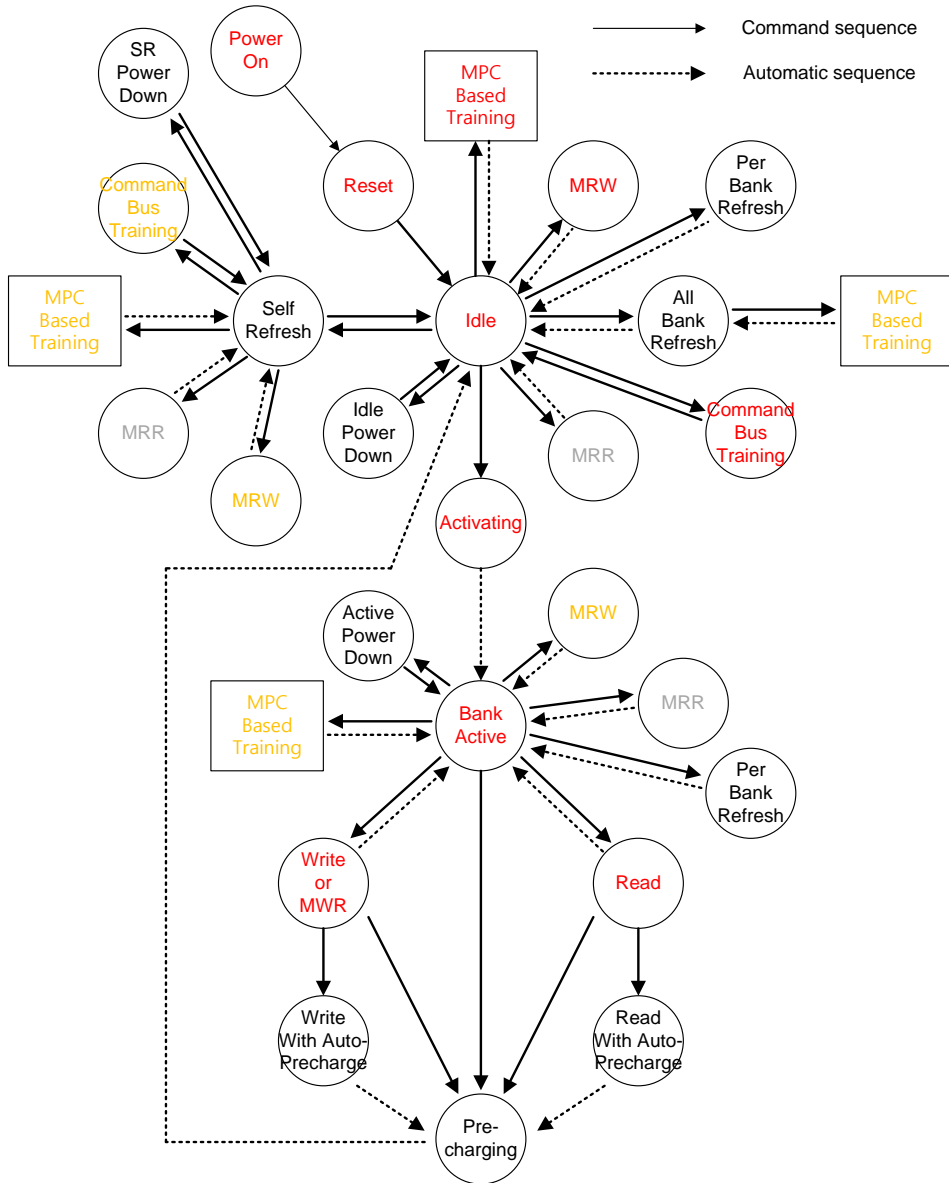 SR
Power
Down
Power
On
Command sequence
Automatic sequence
MPC
Based
Training
Command
Bus
Training
Reset
MRW
Per
Bank
Refresh
MPC
Based
Training
Self
Refresh
Idle
All
Bank
Refresh
MPC
Based
Training
MRR
Idle
Power
Down
MRR
Command
Bus
Training
MRW
Activating
Active
Power
Down
MRW
MPC
Based
Training
Bank
Active
MRR
Per
Bank
Refresh
Write
or
MWR
Read
Write
With Auto-
Precharge
Read
With Auto-
Precharge
Pre-
charging